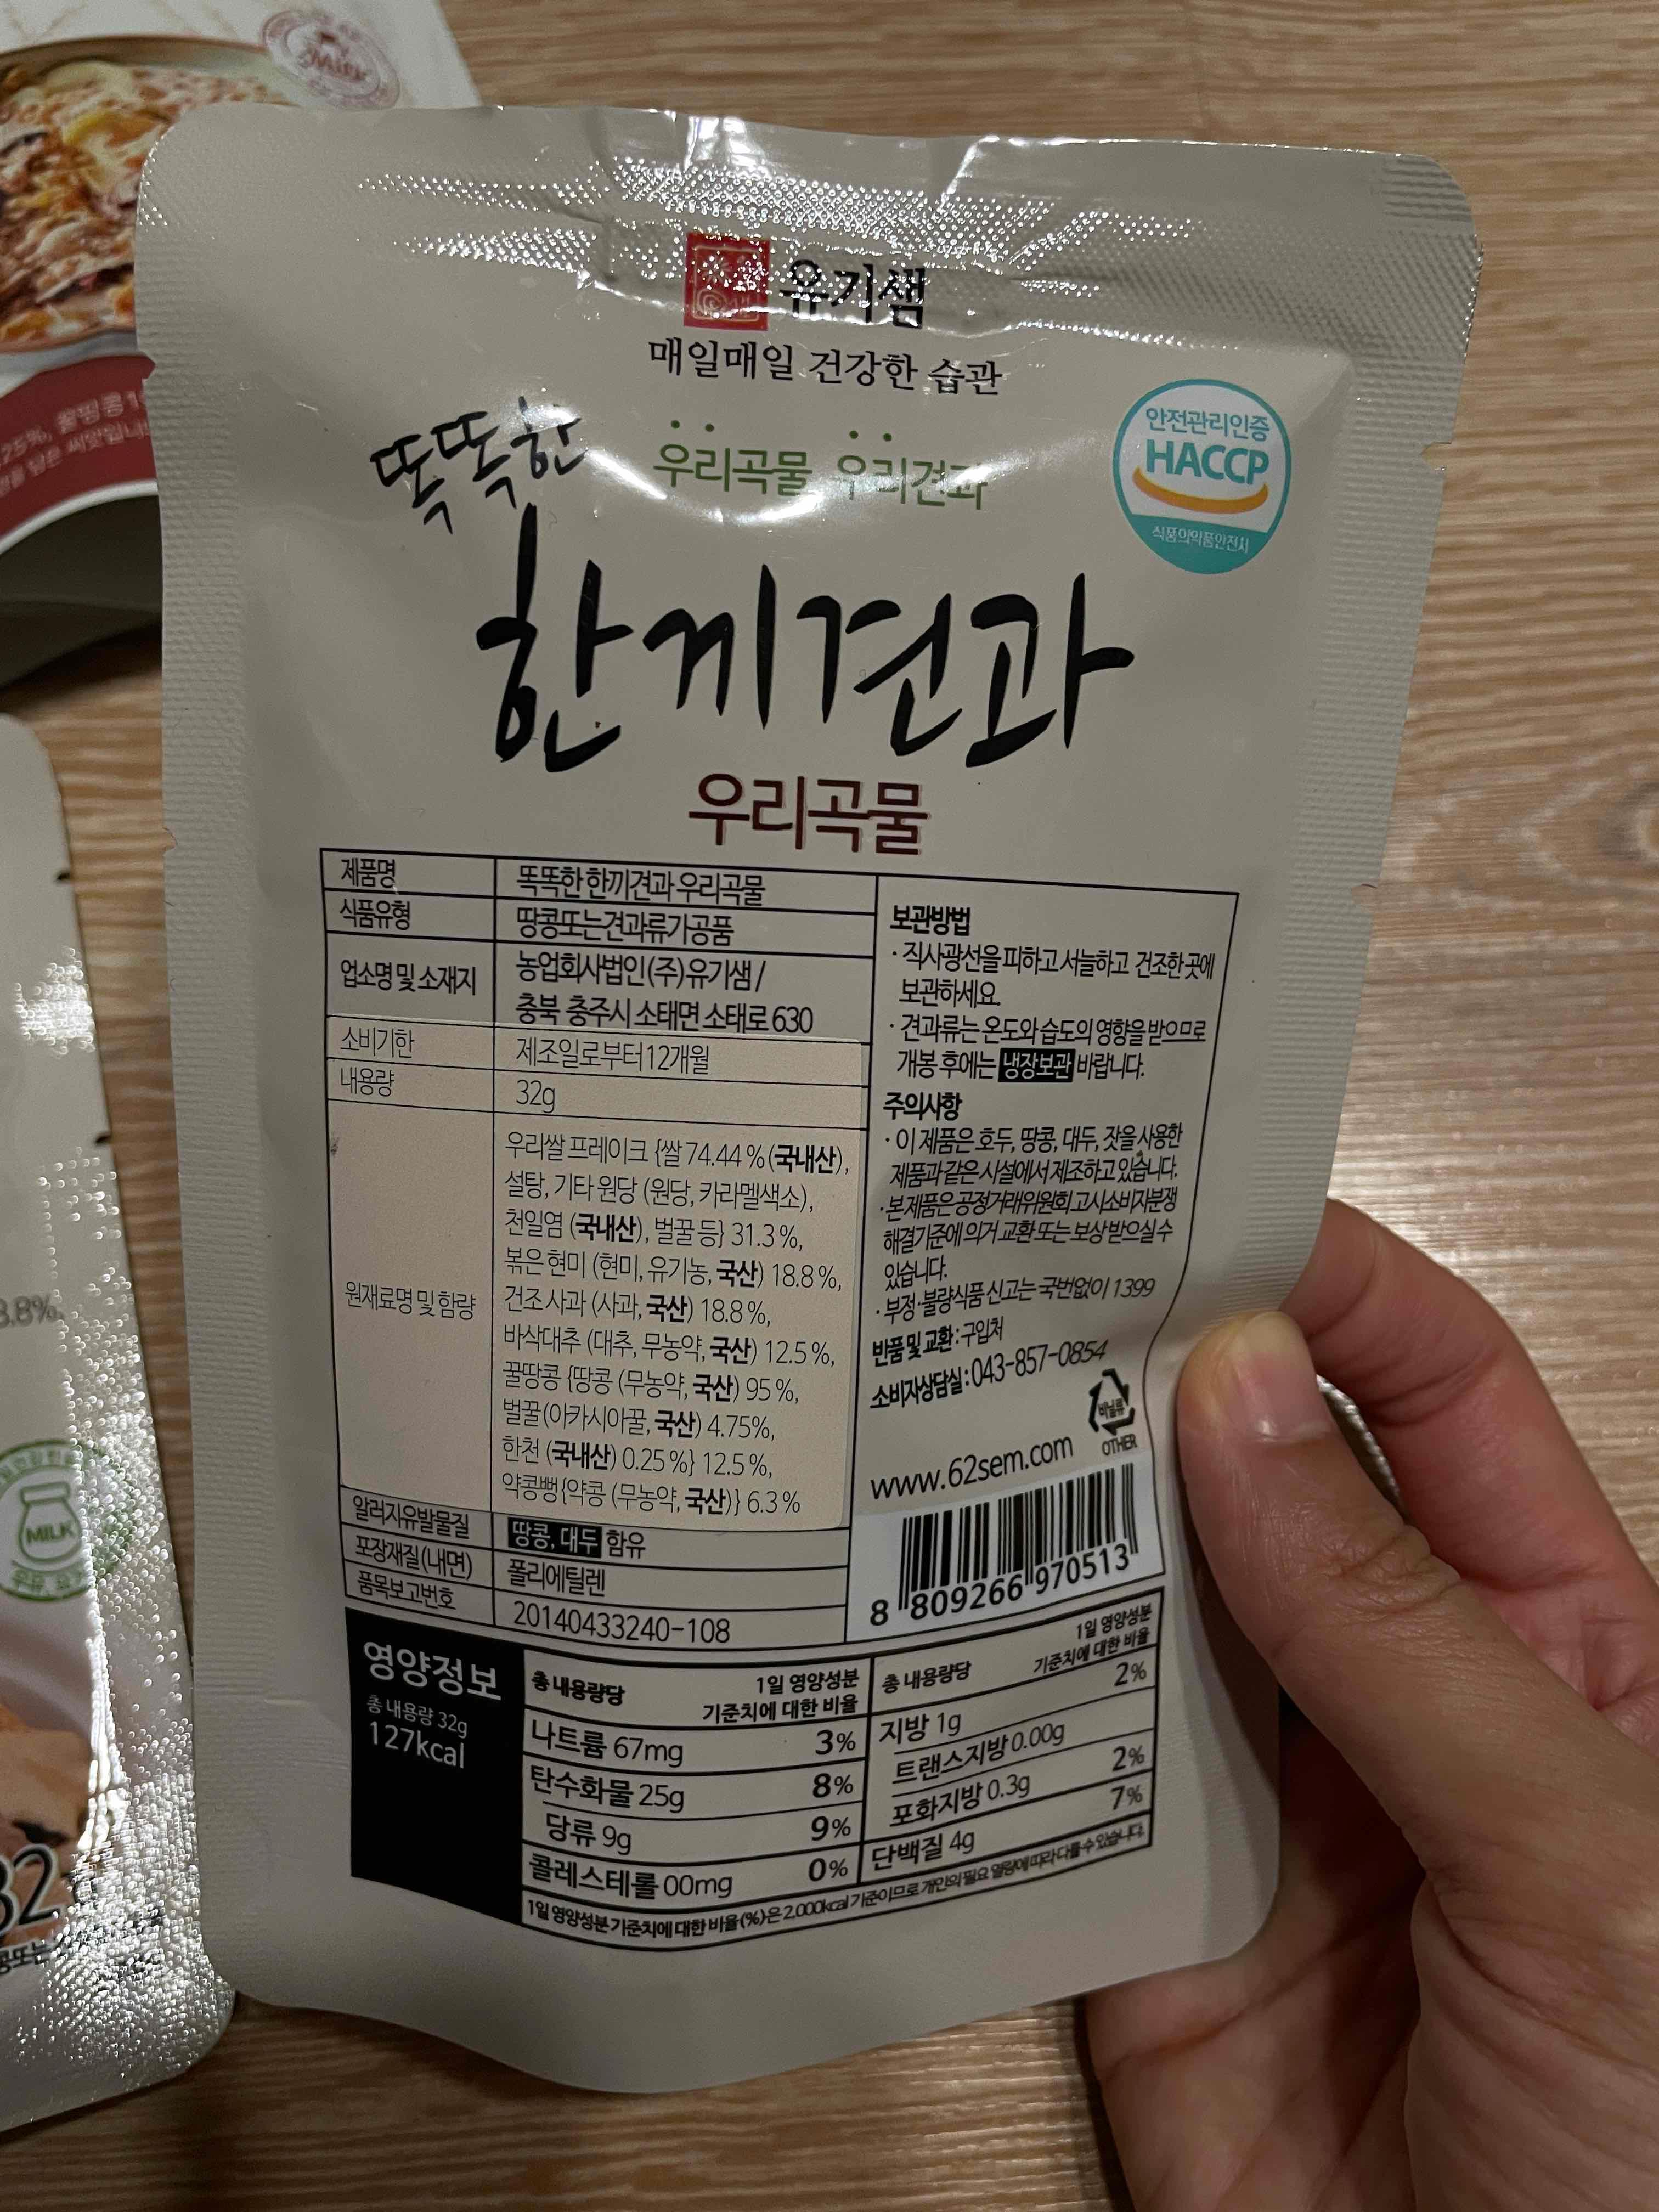 Milk
유기샘
매일매일 건강한 습관
똑똑한
우리곡물 우리견과
안전관리인증
HACCP
식품의약품안전처
한끼견과
우리곡물
제품명 똑똑한 한끼견과 우리곡물
식품유형 땅콩또는견과류가공품
업소명 및 소재지 농업회사법인(주)유기샘 /
충북 충주시 소태면 소태로 630
소비기한 제조일로부터 12개월
내용량 32g
원재료명 및 함량
우리쌀 프레이크 {쌀 74.44 % (국내산),
설탕, 기타 원당 (원당, 카라멜색소),
천일염 (국내산), 벌꿀 등} 31.3 %,
볶은 현미 (현미, 유기농, 국산) 18.8 %,
건조 사과 (사과, 국산) 18.8 %,
바삭대추 (대추, 무농약, 국산) 12.5 %,
꿀땅콩 {땅콩 (무농약, 국산) 95 %,
벌꿀 (아카시아꿀, 국산) 4.75%,
한천 (국내산) 0.25 %} 12.5 %,
약콩뻥{약콩 (무농약, 국산)} 6.3 %
알러지유발물질 땅콩, 대두 함유
포장재질(내면) 폴리에틸렌
품목보고번호 20140433240-108
보관방법
· 직사광선을 피하고 서늘하고 건조한 곳에
보관하세요.
· 견과류는 온도와 습도의 영향을 받으므로
개봉 후에는 냉장보관 바랍니다.
주의사항
· 이 제품은 호두, 땅콩, 대두, 잣을 사용한
제품과 같은 시설에서 제조하고 있습니다.
· 본 제품은 공정거래위원회 고시 소비자분쟁
해결기준에 의거 교환 또는 보상 받으실 수
있습니다.
· 부정·불량식품 신고는 국번없이 1399
반품 및 교환 : 구입처
소비자상담실 : 043-857-0854
비닐류
OTHER
www.62sem.com
8 809266 970513
영양정보
총 내용량 32g
127kcal
총 내용량당 1일 영양성분
기준치에 대한 비율
나트륨 67mg 3%
탄수화물 25g 8%
당류 9g 9%
콜레스테롤 00mg 0%
총 내용량당 1일 영양성분
기준치에 대한 비율
지방 1g 2%
트랜스지방 0.00g
포화지방 0.3g 2%
단백질 4g 7%
1일 영양성분 기준치에 대한 비율(%)은 2,000kcal 기준이므로 개인의 필요 열량에 따라 다를 수 있습니다.
3.8%,
MILK
32